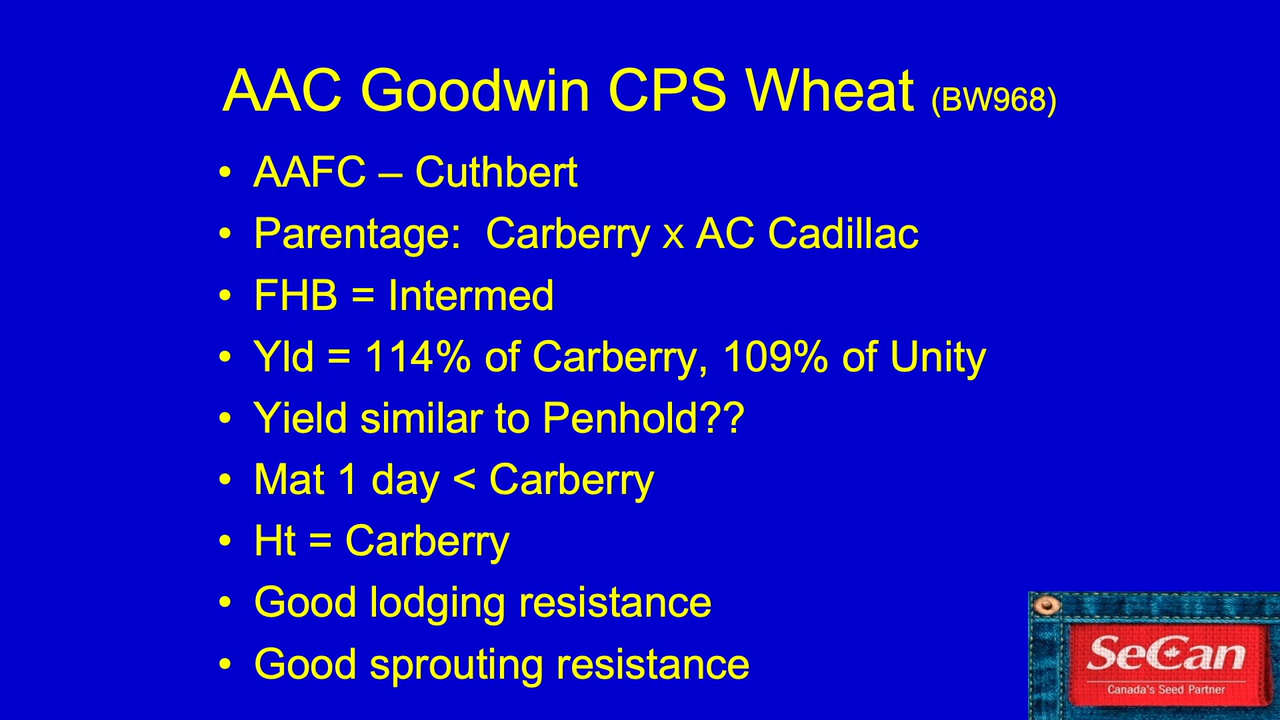 AAC Goodwin CPS Wheat (BW968)
• AAFC – Cuthbert
• Parentage: Carberry x AC Cadillac
• FHB = Intermed
• Yld = 114% of Carberry, 109% of Unity
• Yield similar to Penhold??
• Mat 1 day < Carberry
• Ht = Carberry
• Good lodging resistance
• Good sprouting resistance
SeCan
Canada's Seed Partner